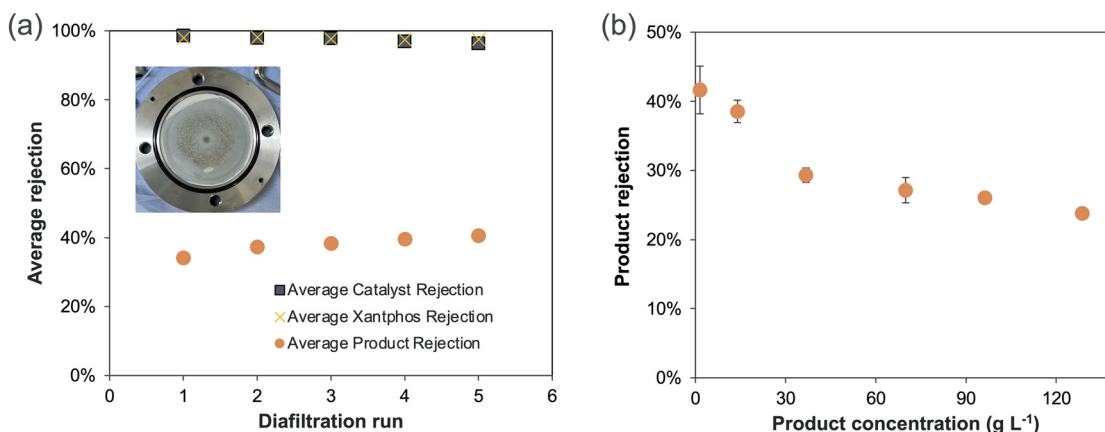 (a)
100%
80%
60%
40%
20%
0%
Average rejection
Average Catalyst Rejection
Average Xantphos Rejection
Average Product Rejection
1 2 3 4 5 6
Diafiltration run
(b)
50%
40%
30%
20%
10%
0%
Product rejection
0 30 60 90 120
Product concentration (g L-1)